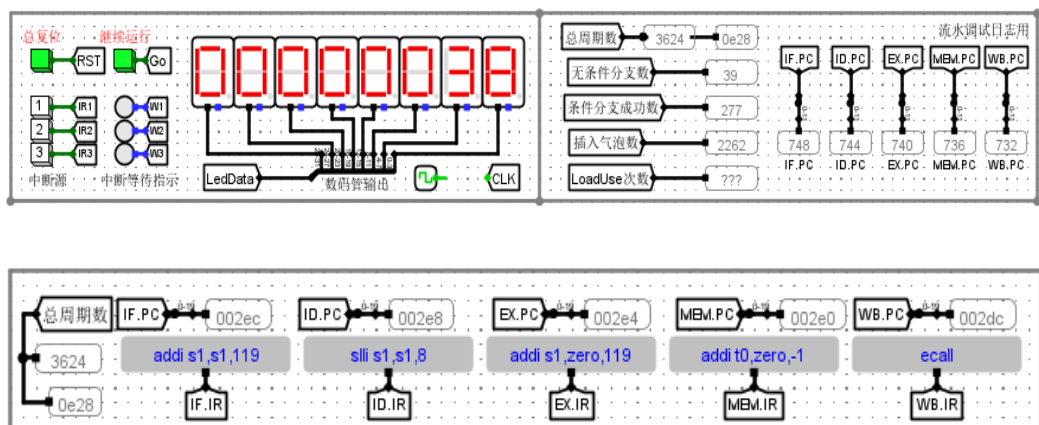 总复位 继续运行
RST Go
1 IR1 W1
2 IR2 W2
3 IR3 W3
中断源 中断等待指示
00000038
LedData 数码管输出 CLK
流水调试日志用
总周期数 3624 0e28
无条件分支数 39
条件分支成功数 277
插入气泡数 2262
LoadUse次数 ???
IF.PC ID.PC EX.PC MEM.PC WB.PC
748 744 740 736 732
IF.PC ID.PC EX.PC MEM.PC WB.PC
总周期数 IF.PC 002ec ID.PC 002e8 EX.PC 002e4 MEM.PC 002e0 WB.PC 002dc
3624 addi s1,s1,119 slli s1,s1,8 addi s1,zero,119 addi t0,zero,-1 ecall
0e28 IF.IR ID.IR EX.IR MEM.IR WB.IR